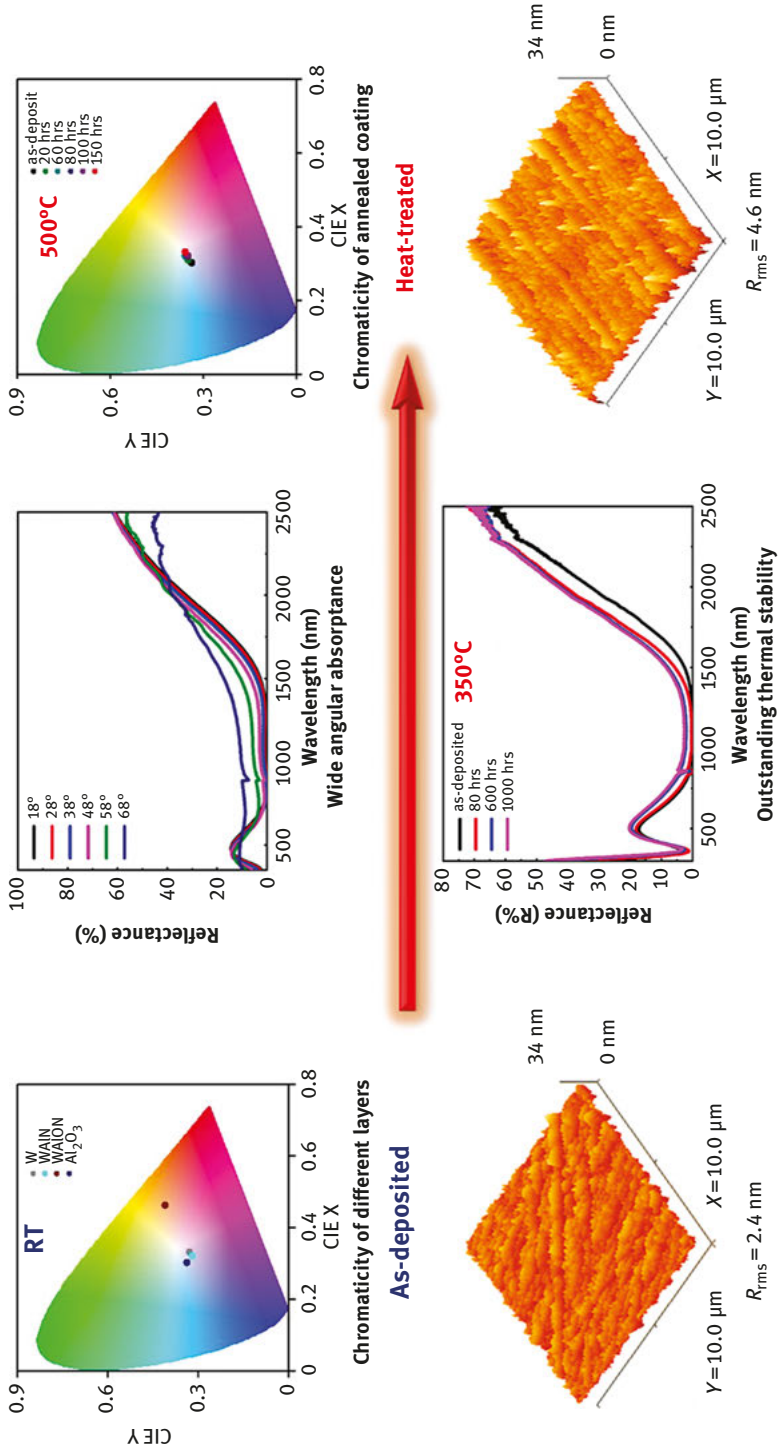 RT
W
WAlN
WAlON
Al2O3
CIE Y
0.9
0.6
0.3
0
0
0.2
0.4
0.6
0.8
CIE X
Chromaticity of different layers
18°
28°
38°
48°
58°
68°
Reflectance (%)
100
80
60
40
20
0
500
1000
1500
2000
2500
Wavelength (nm)
Wide angular absorptance
500°C
as-deposit
20 hrs
60 hrs
80 hrs
100 hrs
150 hrs
CIE Y
0.9
0.6
0.3
0
0
0.2
0.4
0.6
0.8
CIE X
Chromaticity of annealed coating
As-deposited
Heat-treated
34 nm
0 nm
Y=10.0 µm
X=10.0 µm
Rrms = 2.4 nm
as-deposited
80 hrs
600 hrs
1000 hrs
350°C
Reflectance (R%)
80
70
60
50
40
30
20
10
0
500
1000
1500
2000
2500
Wavelength (nm)
Outstanding thermal stability
34 nm
0 nm
Y=10.0 µm
X=10.0 µm
Rrms = 4.6 nm